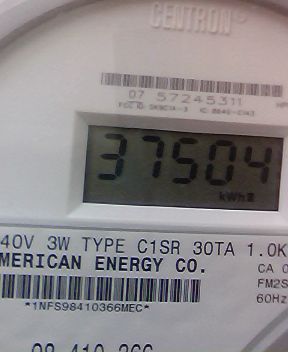 CENTRON®
07 57245311
37504
kWh
40V 3W TYPE C1SR 30TA 1.0K
MERICAN ENERGY CO.
CA 0
FM2S
60Hz
*1NFS98410366MEC*